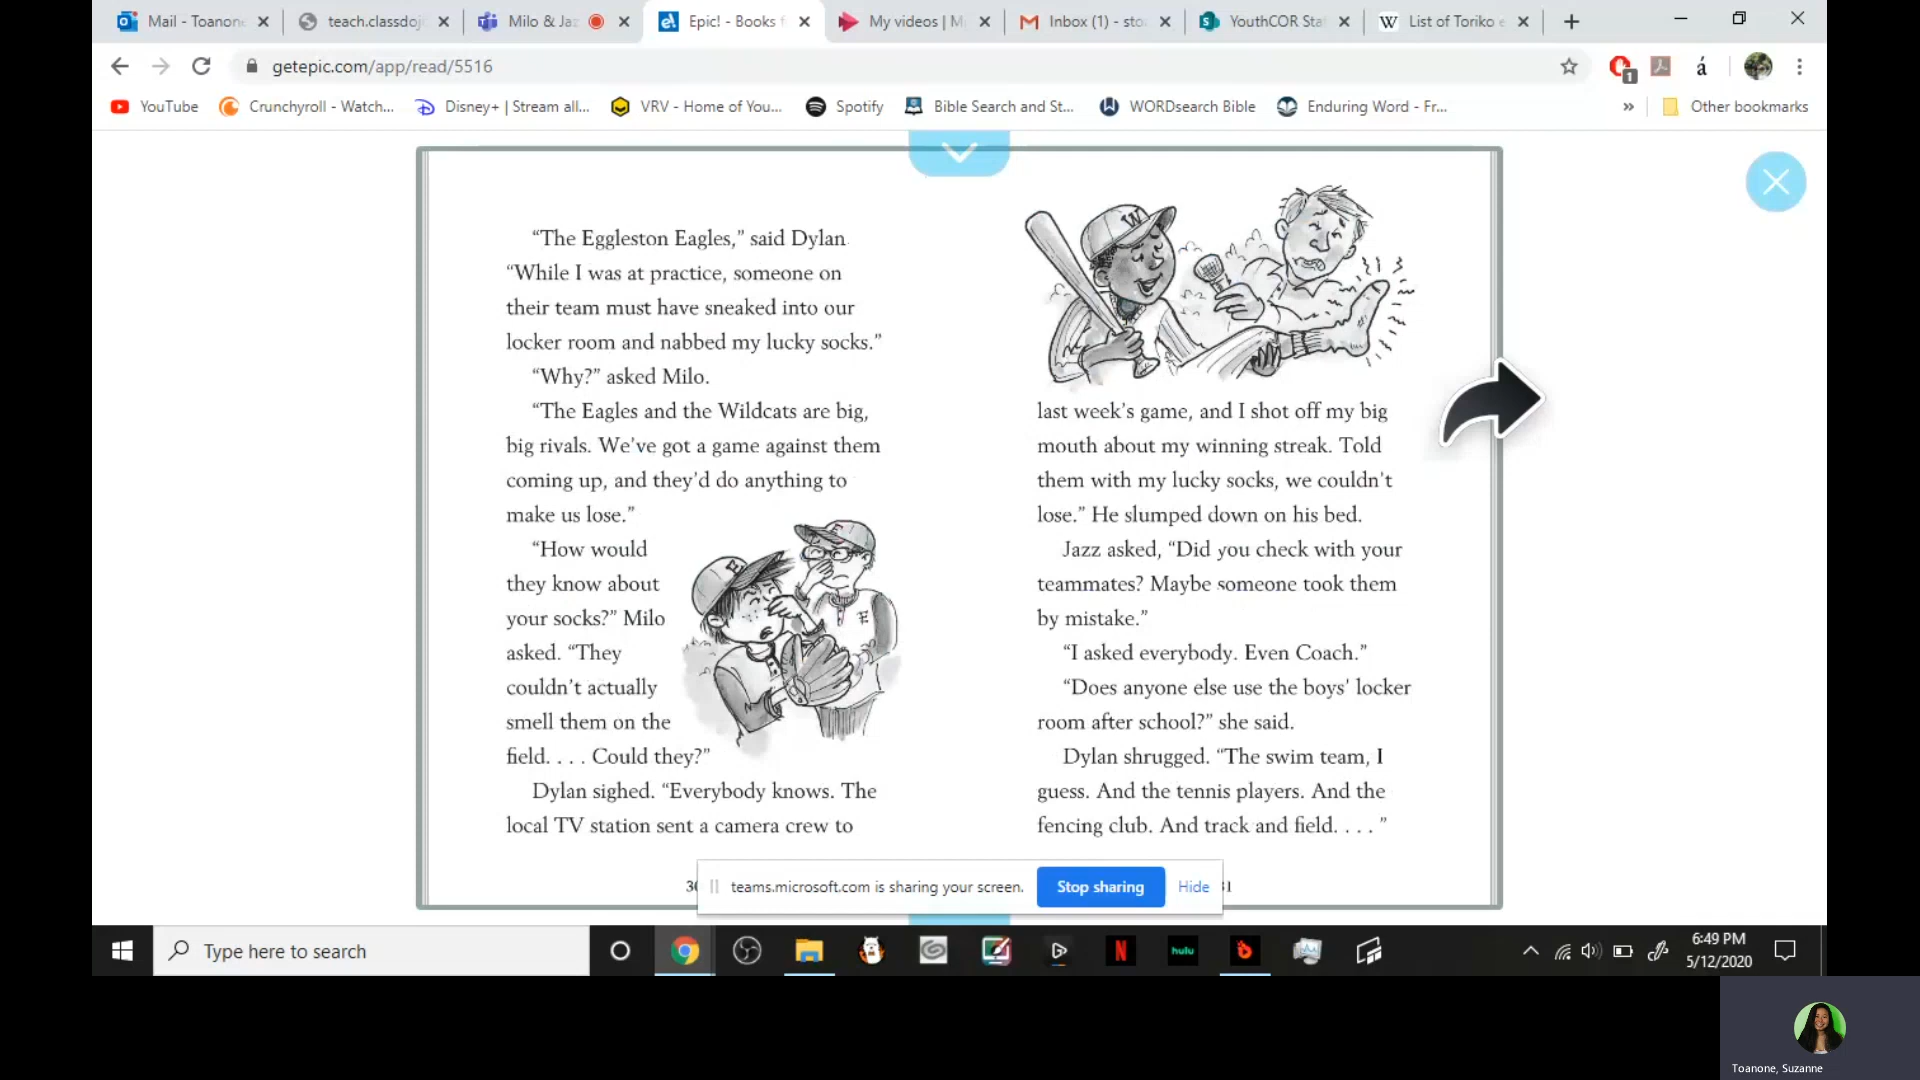 Mail - Toanone
teach.classdoj
Milo & Jaz
Epic! - Books f
My videos | M
Inbox (1) - sto
YouthCOR Sta
W
List of Toriko e
getepic.com/app/read/5516
1
á
YouTube
Crunchyroll - Watch...
Disney+ | Stream all...
VRV - Home of You...
Spotify
Bible Search and St...
WORDsearch Bible
Enduring Word - Fr...
»
Other bookmarks
“The Eggleston Eagles,” said Dylan.
“While I was at practice, someone on
their team must have sneaked into our
locker room and nabbed my lucky socks.”
“Why?” asked Milo.
“The Eagles and the Wildcats are big,
big rivals. We’ve got a game against them
coming up, and they’d do anything to
make us lose.”
“How would
they know about
your socks?” Milo
asked. “They
couldn’t actually
smell them on the
field. . . . Could they?”
Dylan sighed. “Everybody knows. The
local TV station sent a camera crew to
E
E
W
last week’s game, and I shot off my big
mouth about my winning streak. Told
them with my lucky socks, we couldn’t
lose.” He slumped down on his bed.
Jazz asked, “Did you check with your
teammates? Maybe someone took them
by mistake.”
“I asked everybody. Even Coach.”
“Does anyone else use the boys’ locker
room after school?” she said.
Dylan shrugged. “The swim team, I
guess. And the tennis players. And the
fencing club. And track and field. . . . ”
teams.microsoft.com is sharing your screen.
Stop sharing
Hide
Type here to search
N
hulu
6:49 PM
5/12/2020
Toanone, Suzanne